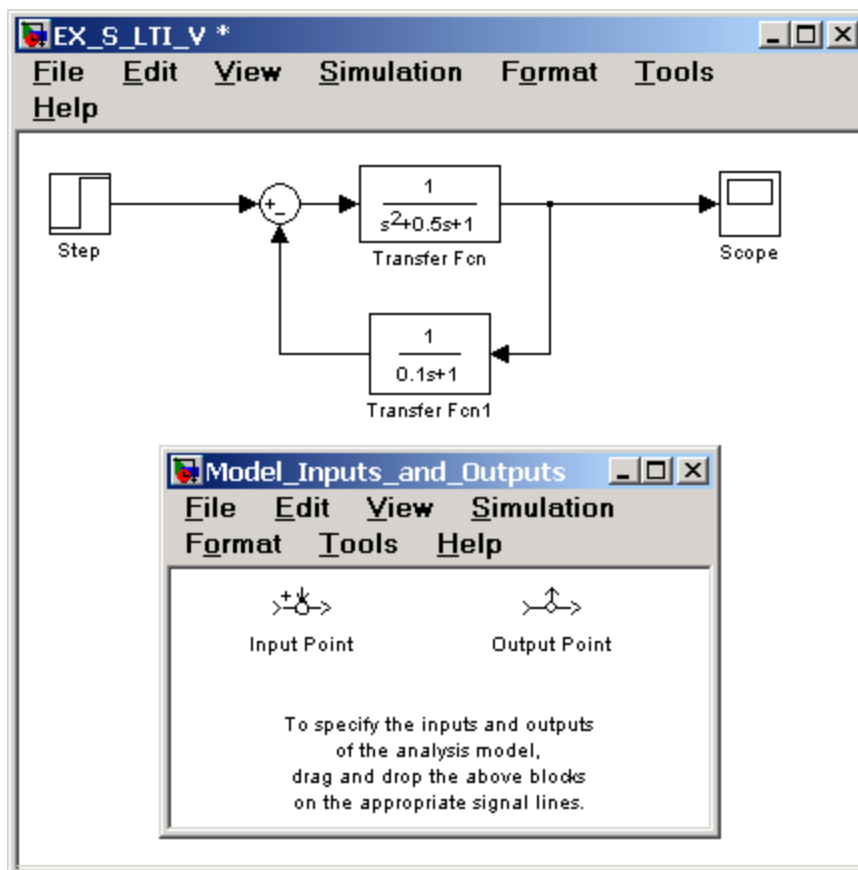 EX_S_LTI_V *
File Edit View Simulation Format Tools
Help
+
−
1
s²+0.5s+1
Step
Transfer Fcn
Scope
1
0.1s+1
Transfer Fcn1
Model_Inputs_and_Outputs
File Edit View Simulation
Format Tools Help
+
Input Point Output Point
To specify the inputs and outputs
of the analysis model,
drag and drop the above blocks
on the appropriate signal lines.